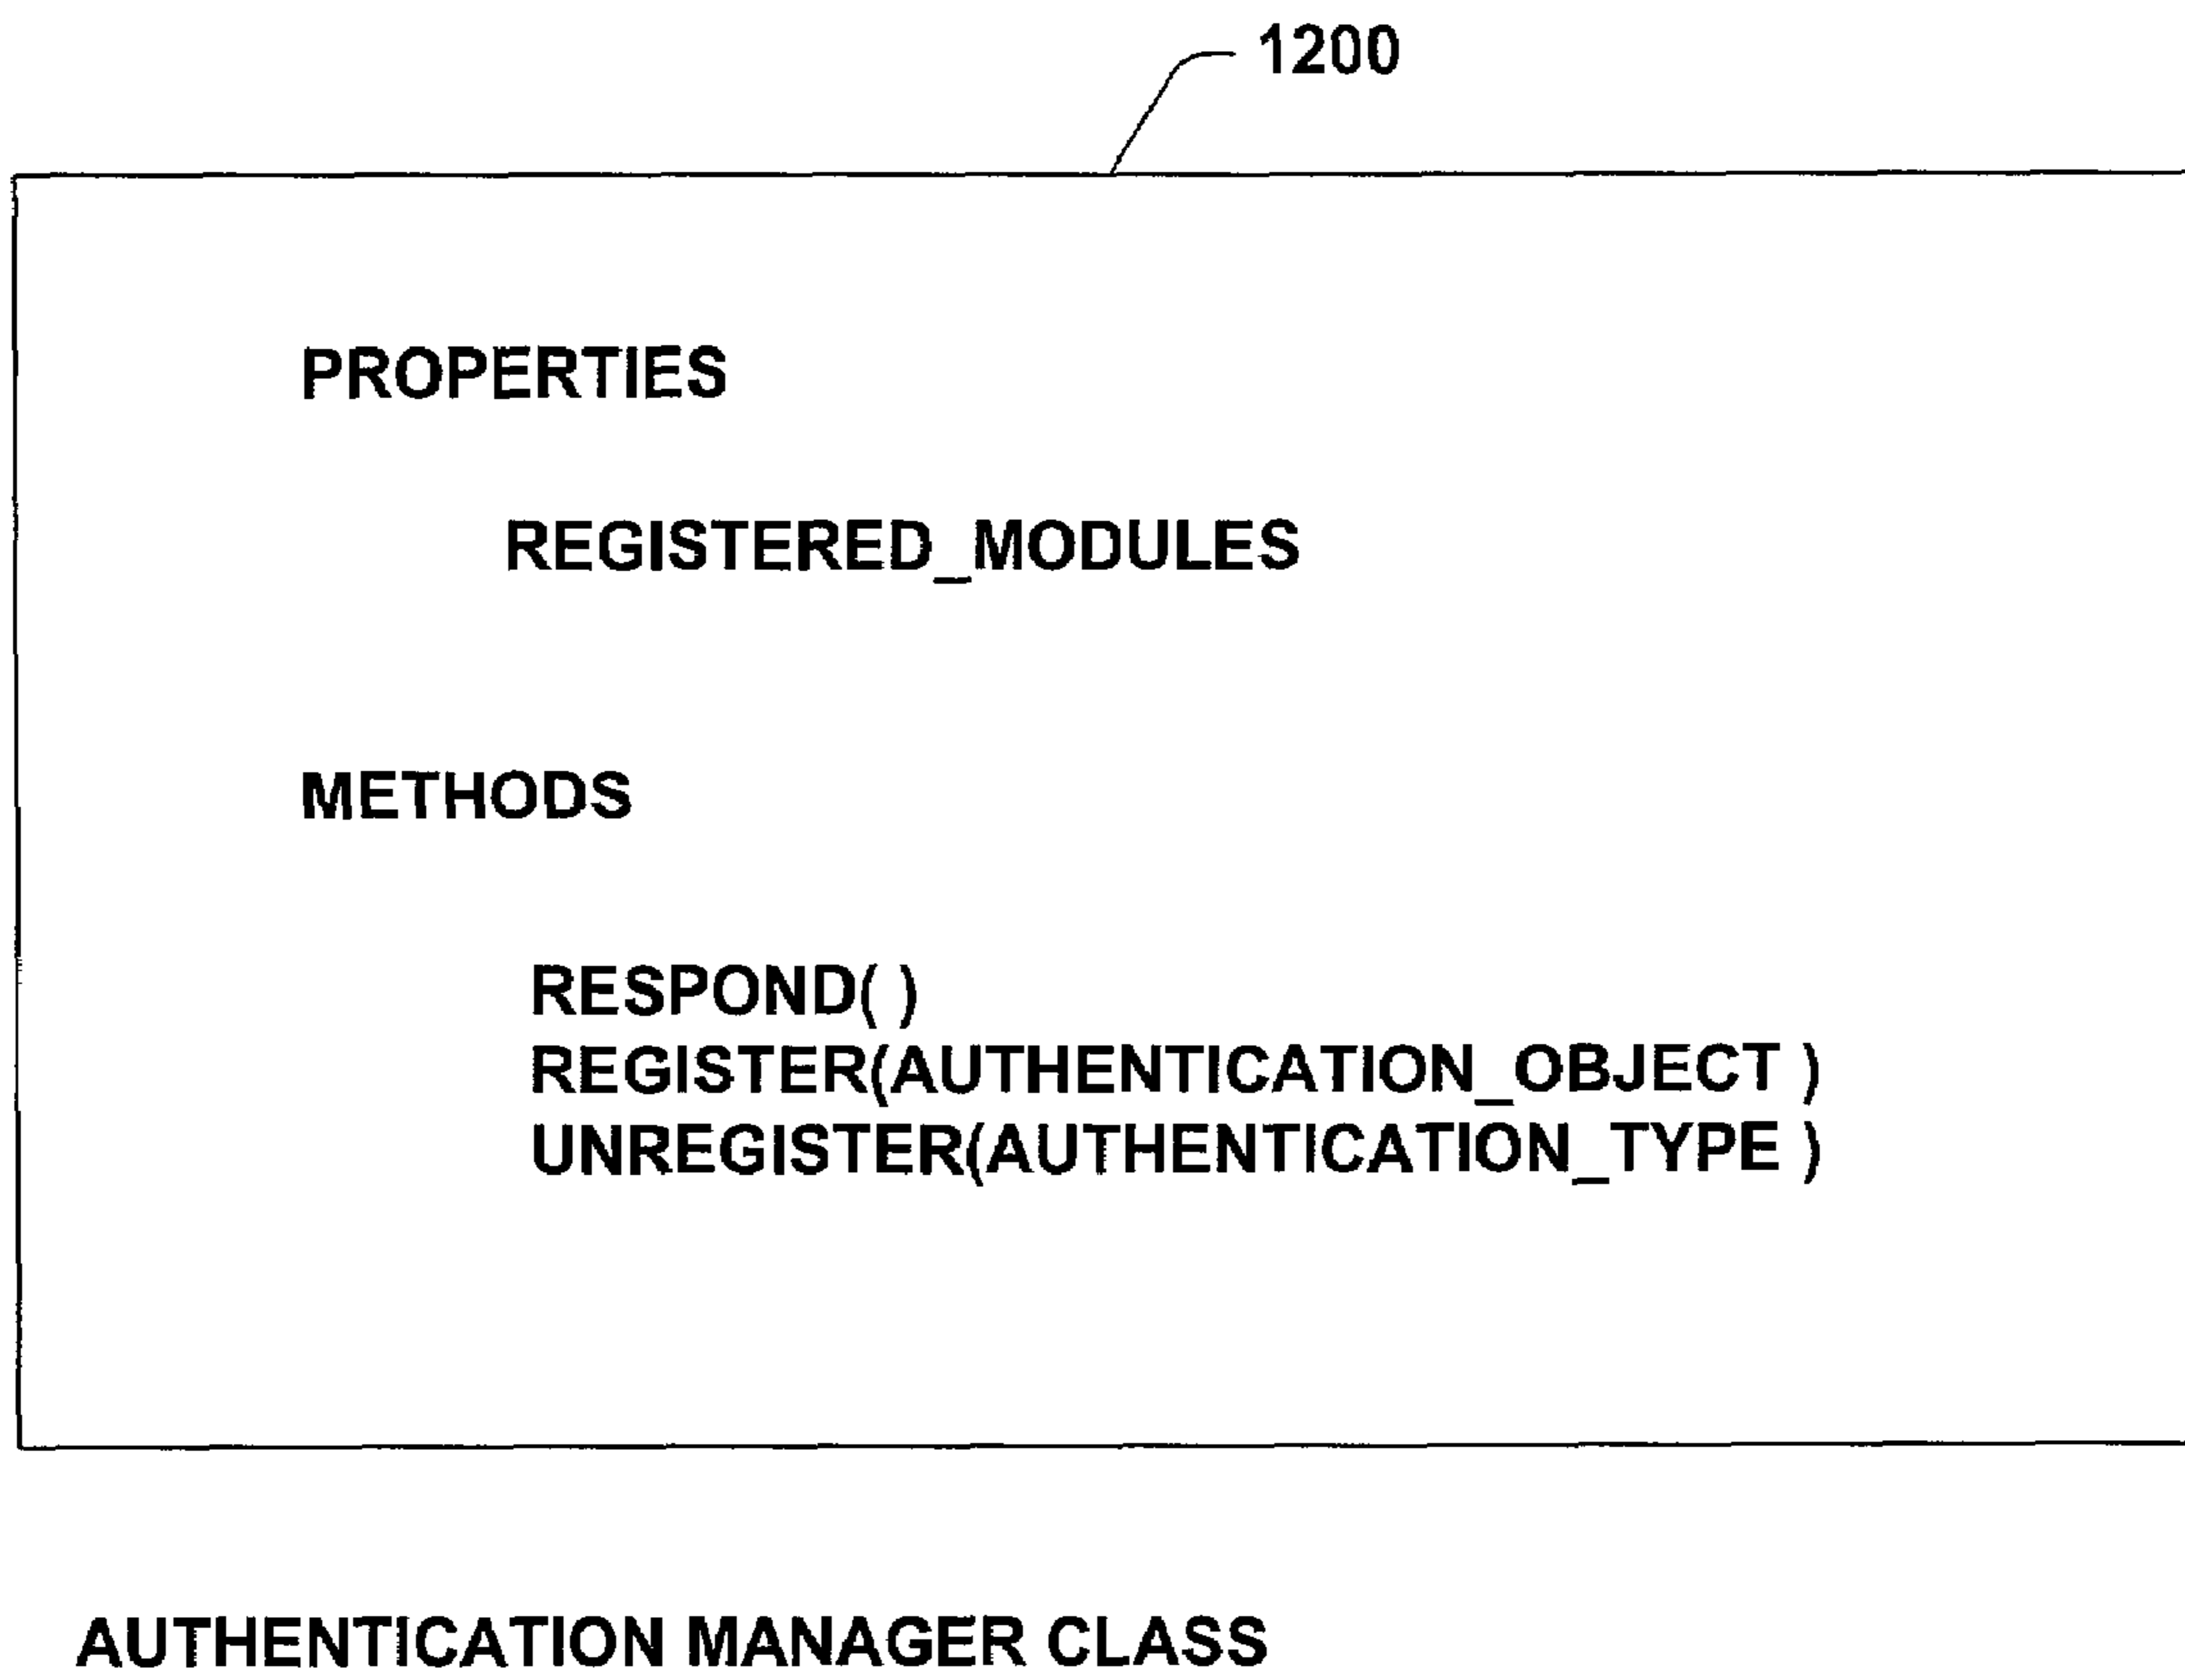 1200
PROPERTIES
REGISTERED_MODULES
METHODS
RESPOND( )
REGISTER(AUTHENTICATION_OBJECT )
UNREGISTER(AUTHENTICATION_TYPE )
AUTHENTICATION MANAGER CLASS